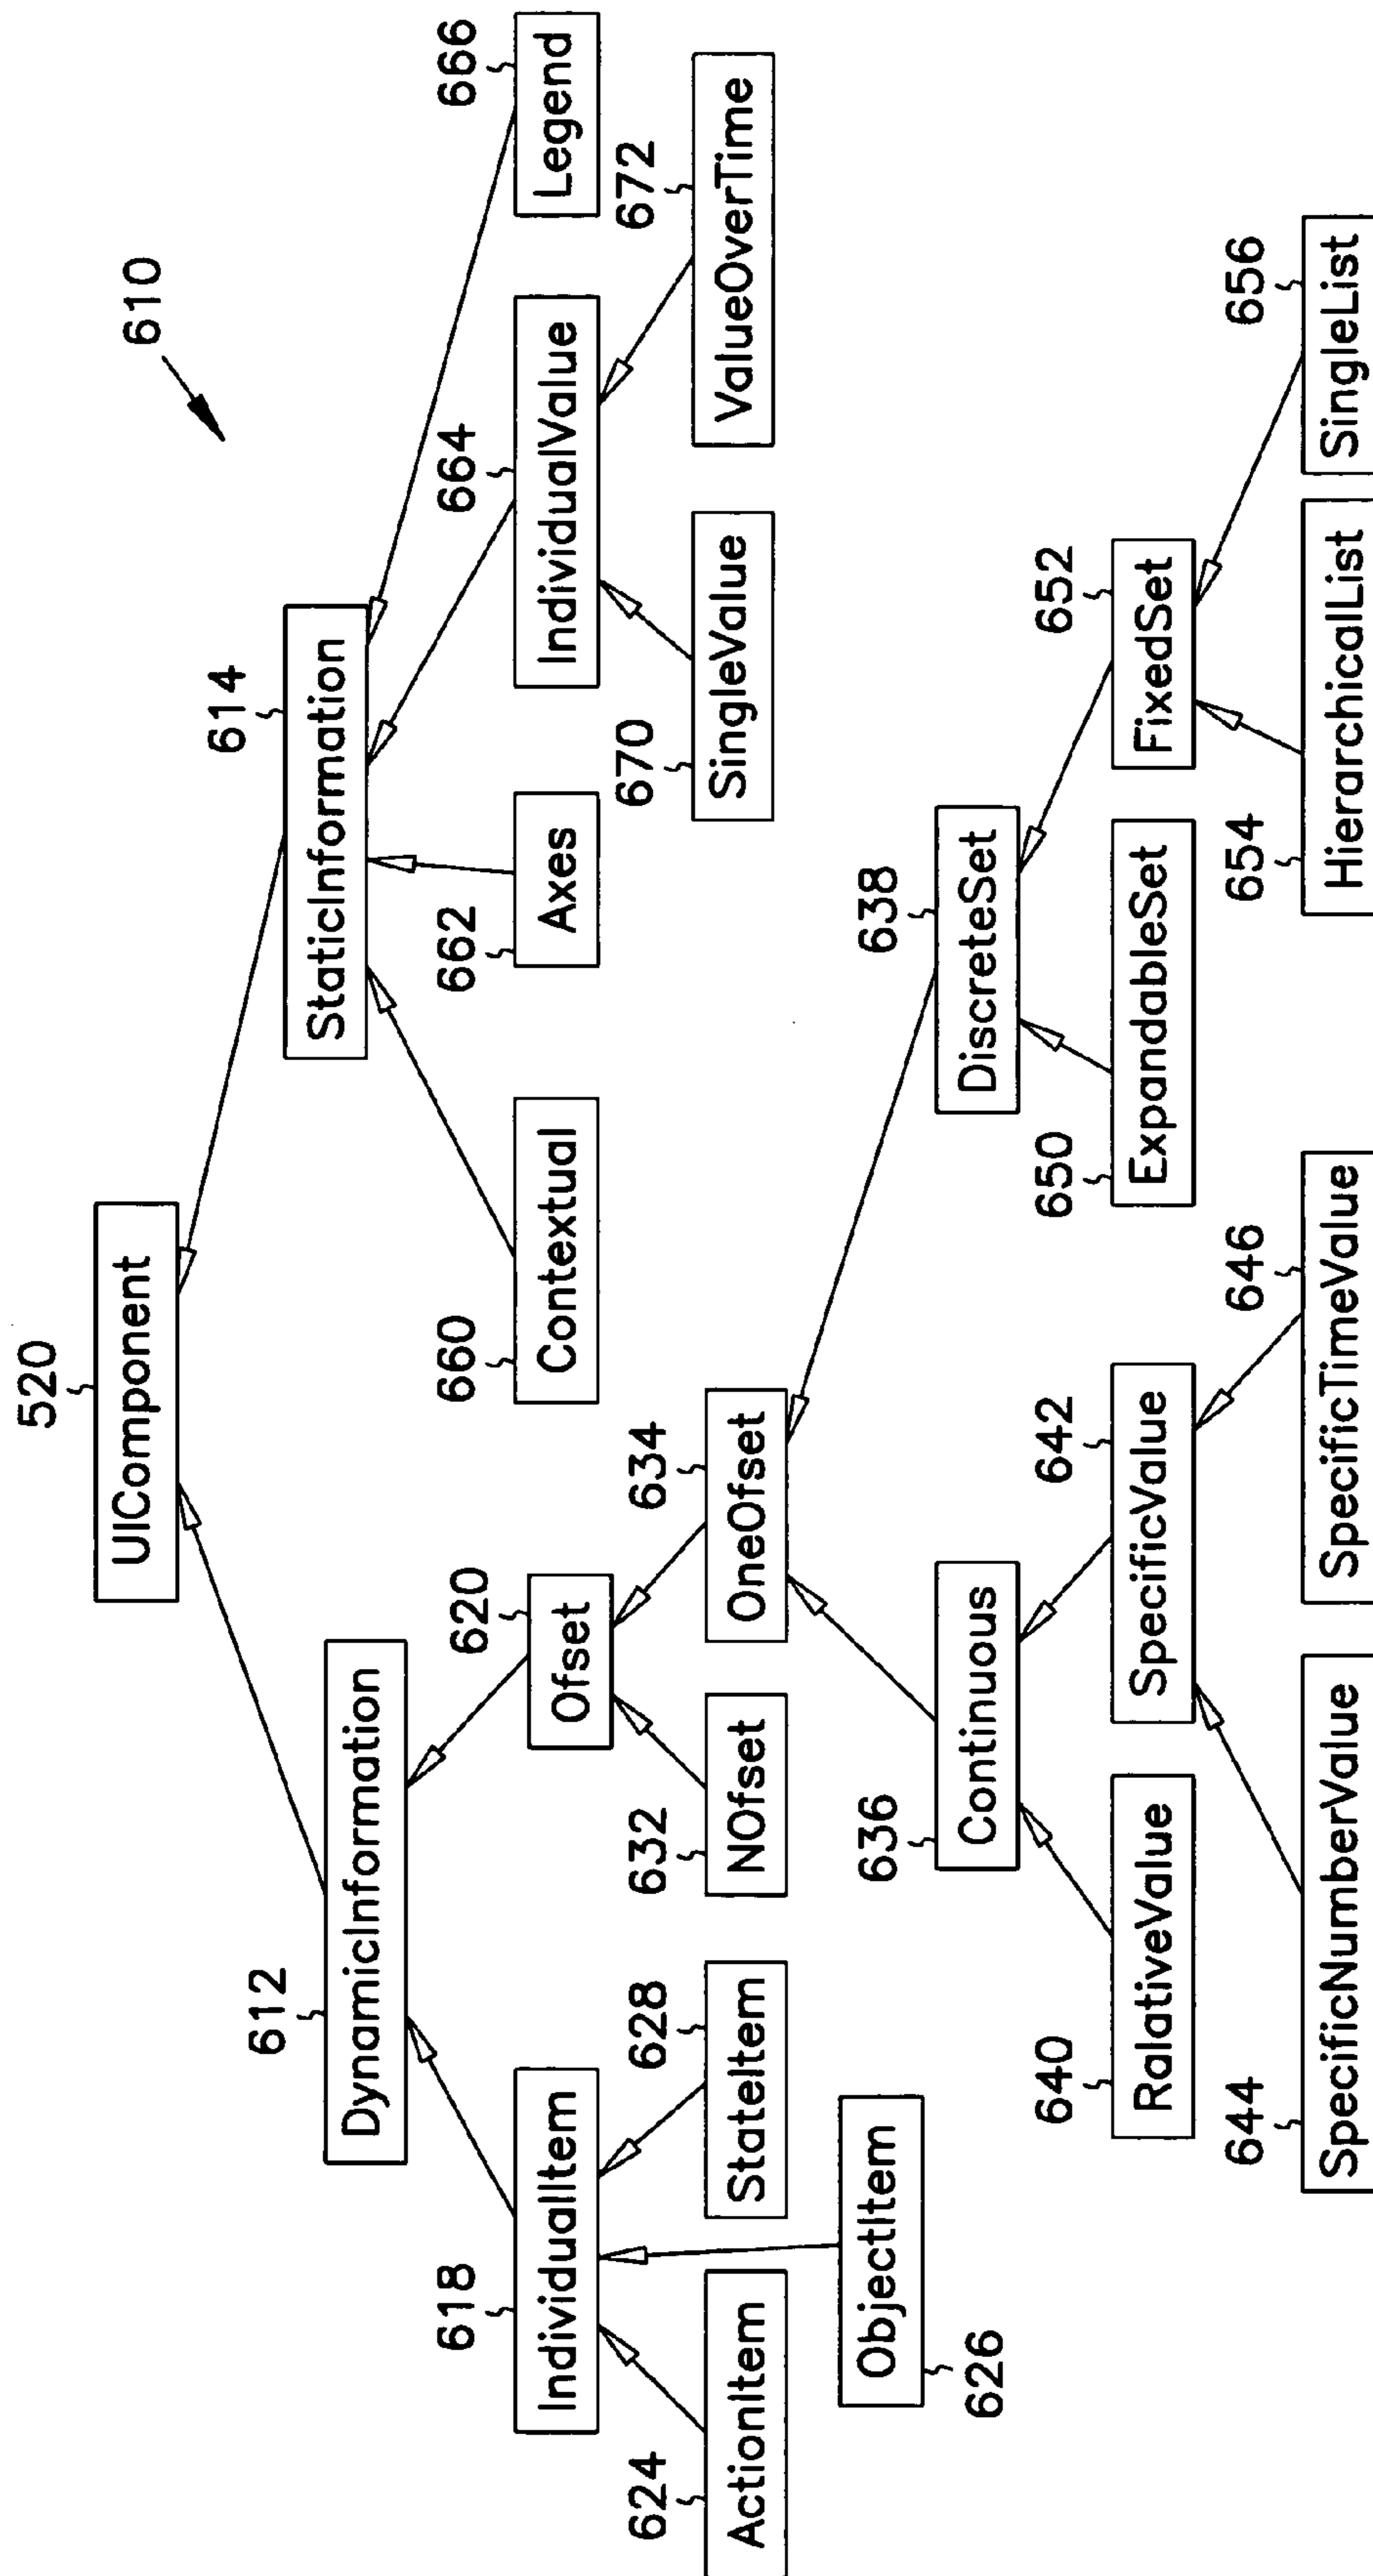 520
UIComponent
610
612
DynamicInformation
614
StaticInformation
618
IndividualItem
620
Ofset
660
Contextual
662
Axes
664
IndividualValue
666
Legend
624
ActionItem
628
StateItem
632
NOfset
634
OneOfset
670
SingleValue
672
ValueOverTime
626
ObjectItem
636
Continuous
638
DiscreteSet
640
RalativeValue
642
SpecificValue
650
ExpandableSet
652
FixedSet
644
SpecificNumberValue
646
SpecificTimeValue
654
HierarchicalList
656
SingleList